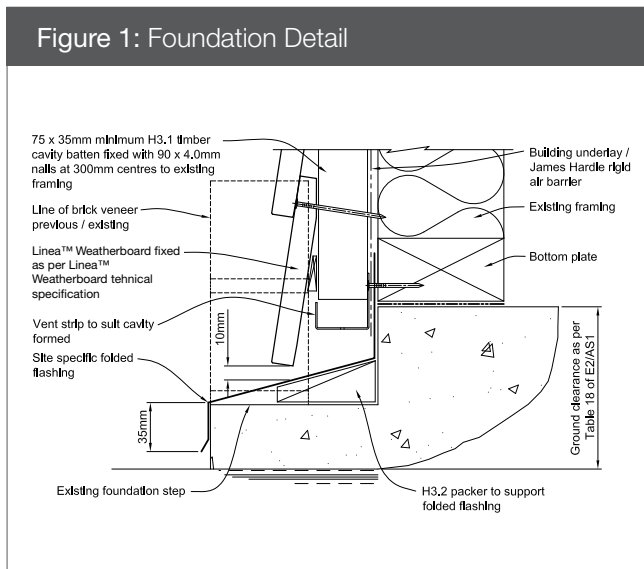 Figure 1: Foundation Detail
75 x 35mm minimum H3.1 timber
cavity batten fixed with 90 x 4.0mm
nails at 300mm centres to existing
framing
Line of brick veneer
previous / existing
Linea™ Weatherboard fixed
as per Linea™
Weatherboard tehnical
specification
Vent strip to suit cavity
formed
Site specific folded
flashing
10mm
35mm
Existing foundation step
Building underlay /
James Hardie rigid
air barrier
Existing framing
Bottom plate
Ground clearance as per
Table 18 of E2/AS1
H3.2 packer to support
folded flashing